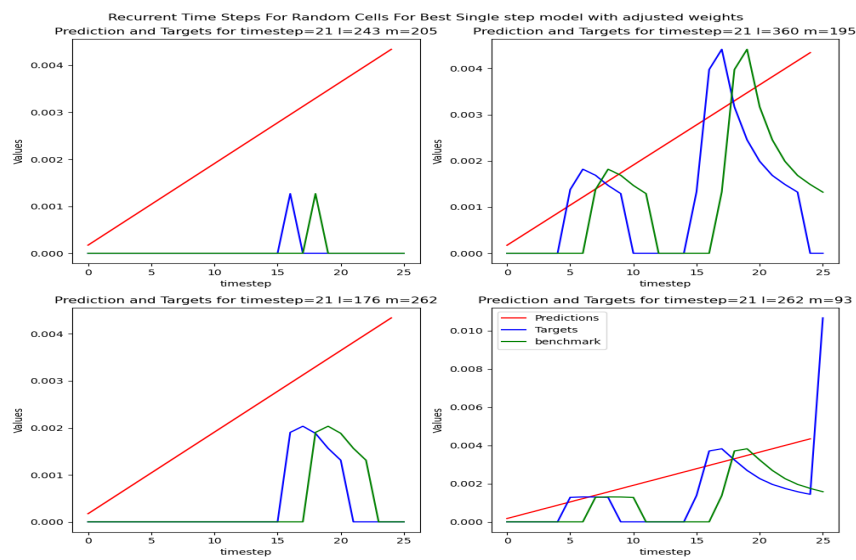 Recurrent Time Steps For Random Cells For Best Single step model with adjusted weights
Prediction and Targets for timestep=21 l=243 m=205
Values
0.004
0.003
0.002
0.001
0.000
0 5 10 15 20 25
timestep
Prediction and Targets for timestep=21 l=360 m=195
Values
0.004
0.003
0.002
0.001
0.000
0 5 10 15 20 25
timestep
Prediction and Targets for timestep=21 l=176 m=262
Values
0.004
0.003
0.002
0.001
0.000
0 5 10 15 20 25
timestep
Prediction and Targets for timestep=21 l=262 m=93
Predictions
Targets
benchmark
Values
0.010
0.008
0.006
0.004
0.002
0.000
0 5 10 15 20 25
timestep